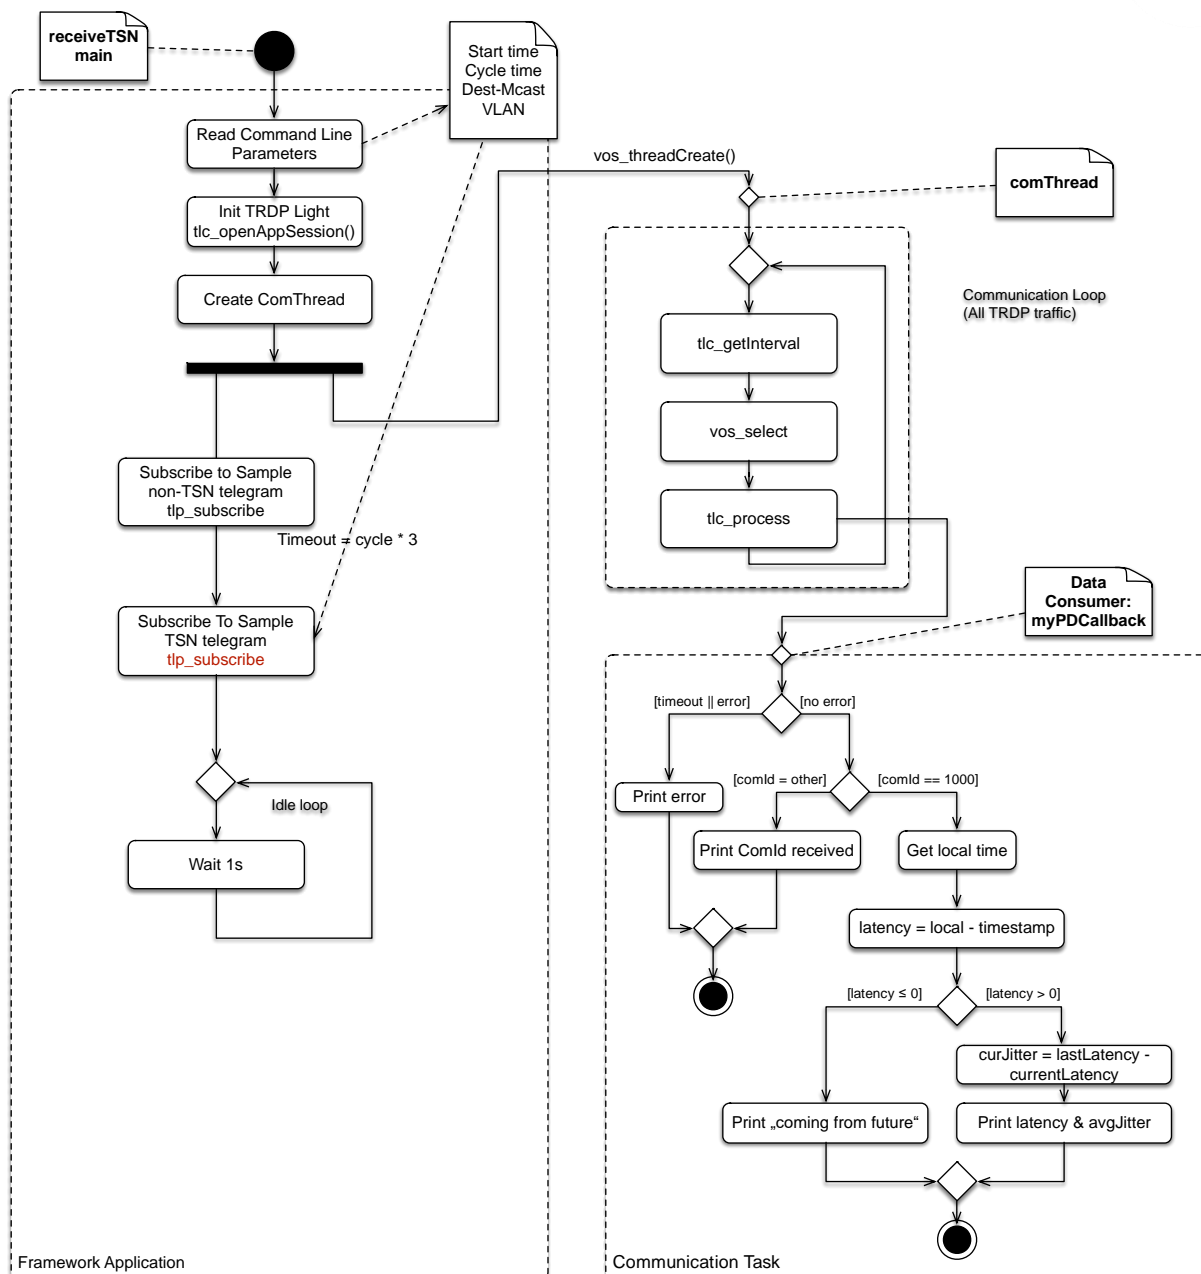 receiveTSN
main
Start time
Cycle time
Dest-Mcast
VLAN
Read Command Line
Parameters
vos_threadCreate()
comThread
Init TRDP Light
tlc_openAppSession()
Create ComThread
Communication Loop
(All TRDP traffic)
tlc_getInterval
vos_select
Subscribe to Sample
non-TSN telegram
tlp_subscribe
tlc_process
Timeout = cycle * 3
Data
Consumer:
myPDCallback
Subscribe To Sample
TSN telegram
tlp_subscribe
[timeout || error]
[no error]
[comId = other]
[comId == 1000]
Idle loop
Print error
Wait 1s
Print ComId received
Get local time
latency = local - timestamp
[latency ≤ 0]
[latency > 0]
curJitter = lastLatency -
currentLatency
Print „coming from future“
Print latency & avgJitter
Framework Application
Communication Task